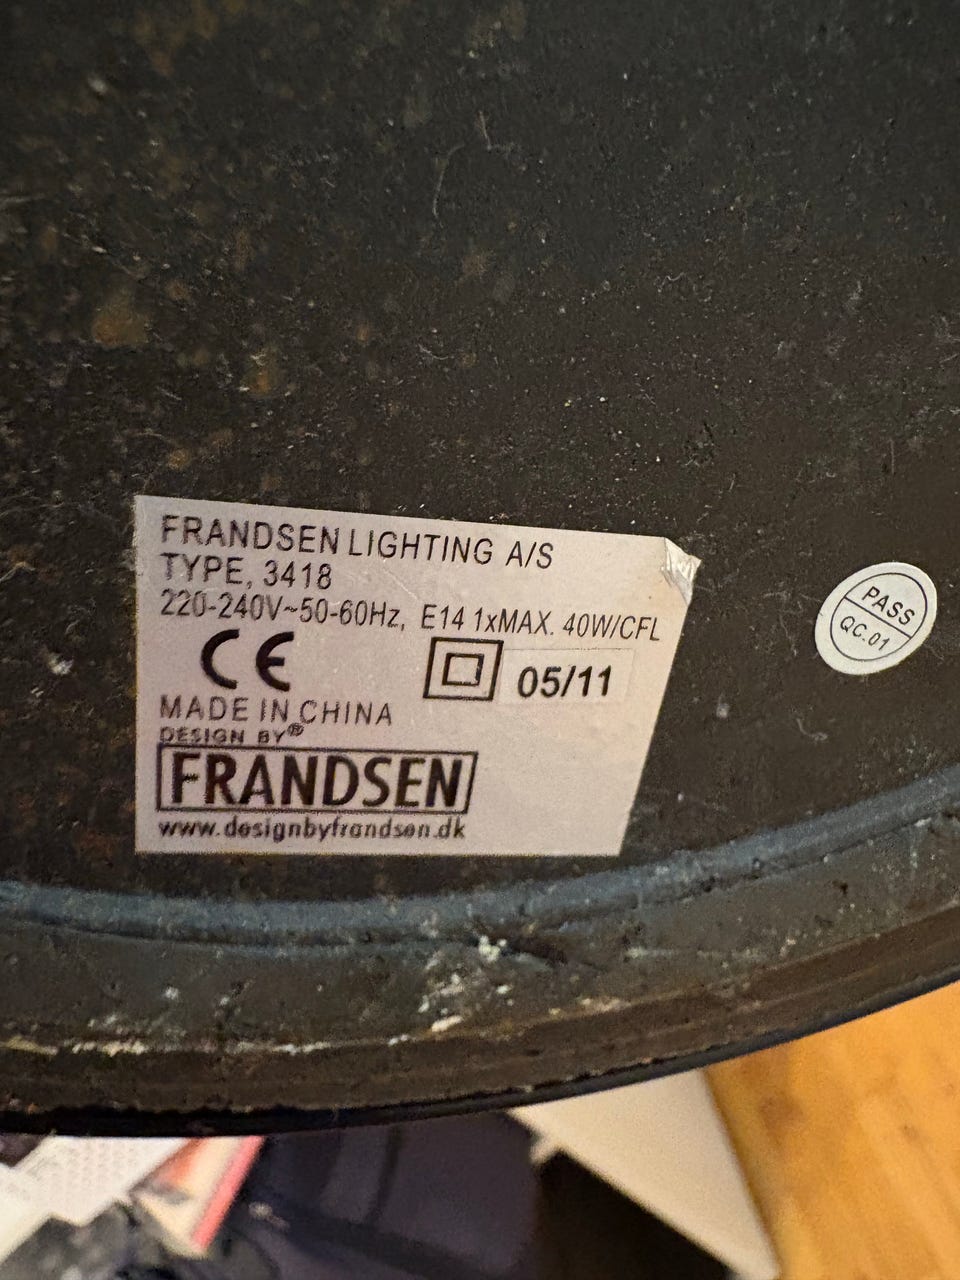 FRANDSEN LIGHTING A/S
TYPE, 3418
220-240V~50-60Hz, E14 1xMAX. 40W/CFL
CE
05/11
MADE IN CHINA
DESIGN BY®
FRANDSEN
www.designbyfrandsen.dk
PASS
QC.01